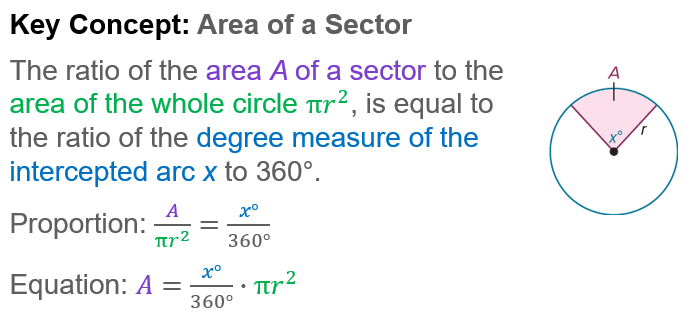 Key Concept: Area of a Sector
The ratio of the area A of a sector to the
area of the whole circle πr², is equal to
the ratio of the degree measure of the
intercepted arc x to 360°.
Proportion: A/πr² = x°/360°
Equation: A = x°/360° · πr²
A
x°
r